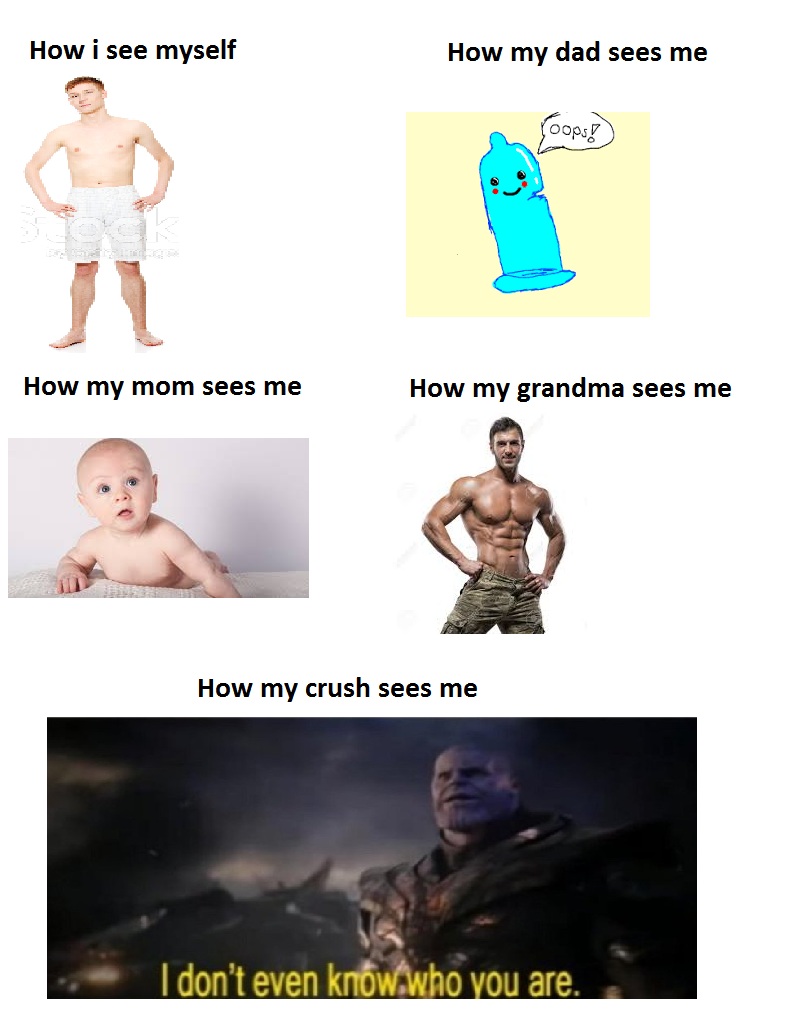 How i see myself
How my dad sees me
oops!
How my mom sees me
How my grandma sees me
How my crush sees me
I don't even know who you are.